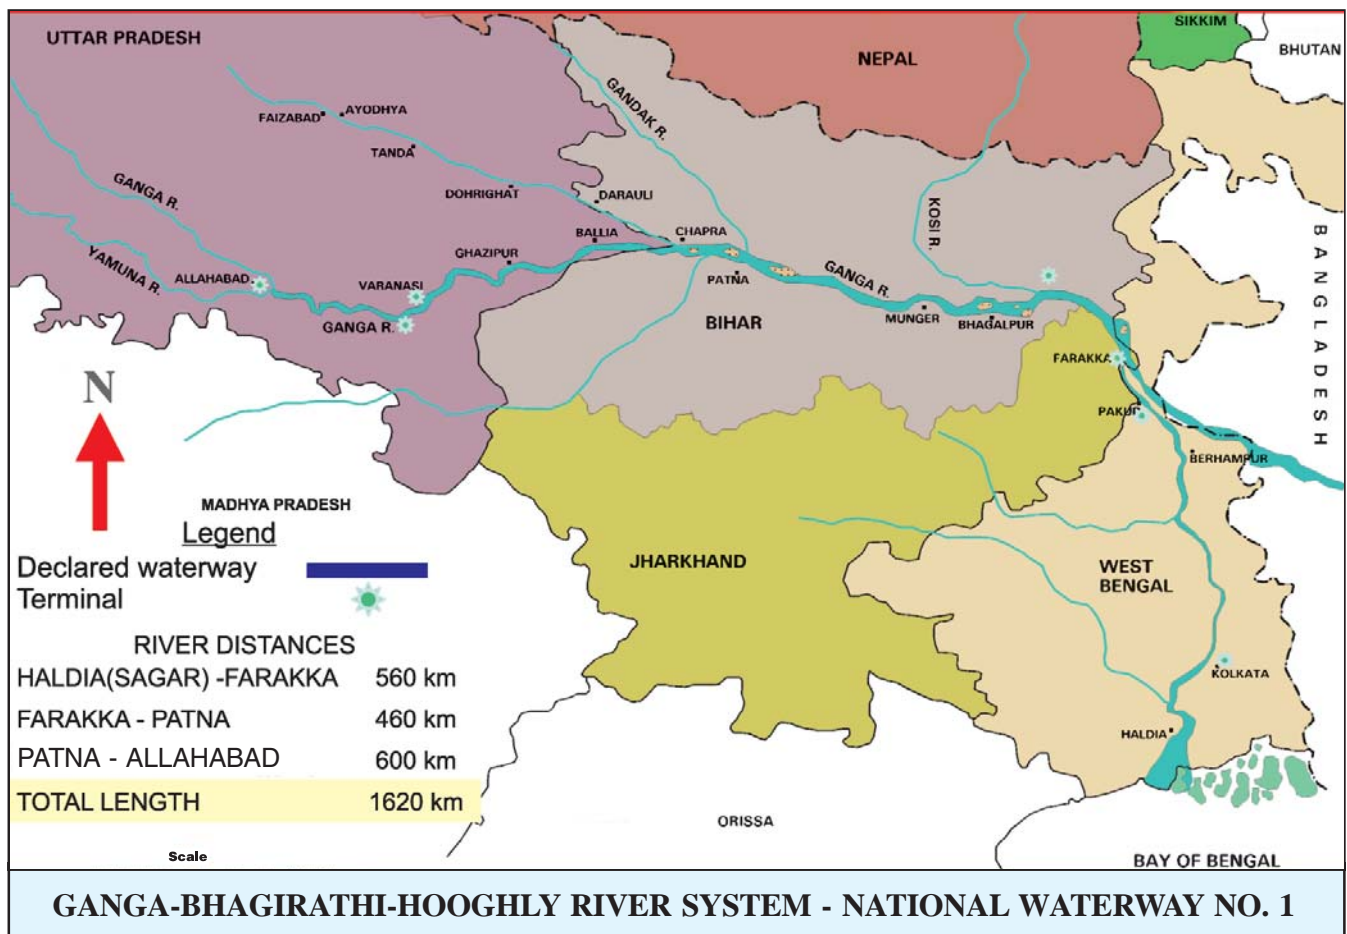 SIKKIM
UTTAR PRADESH
BHUTAN
NEPAL
GANDAK R.
FAIZABAD
AYODHYA
TANDA
GANGA R.
DOHRIGHAT
DARAULI
KOSI R.
BANGLADESH
BALLIA
CHAPRA
YAMUNA R.
ALLAHABAD
GHAZIPUR
VARANASI
PATNA
GANGA R.
GANGA R.
BIHAR
MUNGER
BHAGALPUR
FARAKKA
N
PAKUR
BERHAMPUR
MADHYA PRADESH
Legend
Declared waterway
Terminal
JHARKHAND
WEST
BENGAL
RIVER DISTANCES
HALDIA(SAGAR) -FARAKKA 560 km
FARAKKA - PATNA 460 km
PATNA - ALLAHABAD 600 km
TOTAL LENGTH 1620 km
KOLKATA
HALDIA
ORISSA
Scale
BAY OF BENGAL
GANGA-BHAGIRATHI-HOOGHLY RIVER SYSTEM - NATIONAL WATERWAY NO. 1